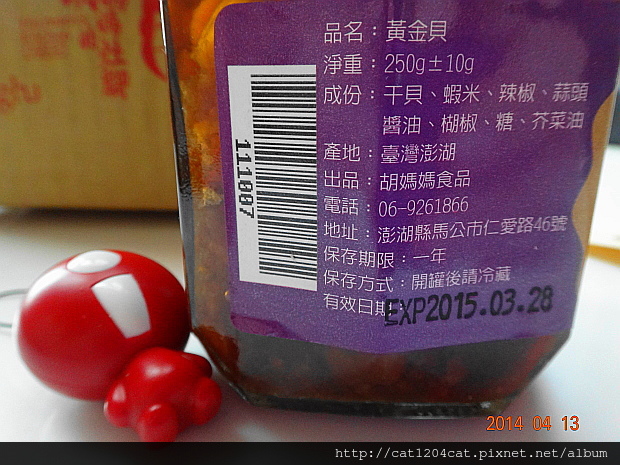 品名：黃金貝
淨重：250g±10g
成份：干貝、蝦米、辣椒、蒜頭
醬油、楜椒、糖、芥菜油
產地：臺灣澎湖
出品：胡媽媽食品
電話：06-9261866
地址：澎湖縣馬公市仁愛路46號
保存期限：一年
保存方式：開罐後請冷藏
有效日期:EXP2015.03.28
111887
2014 04 13
http://cat1204cat.pixnet.net/album